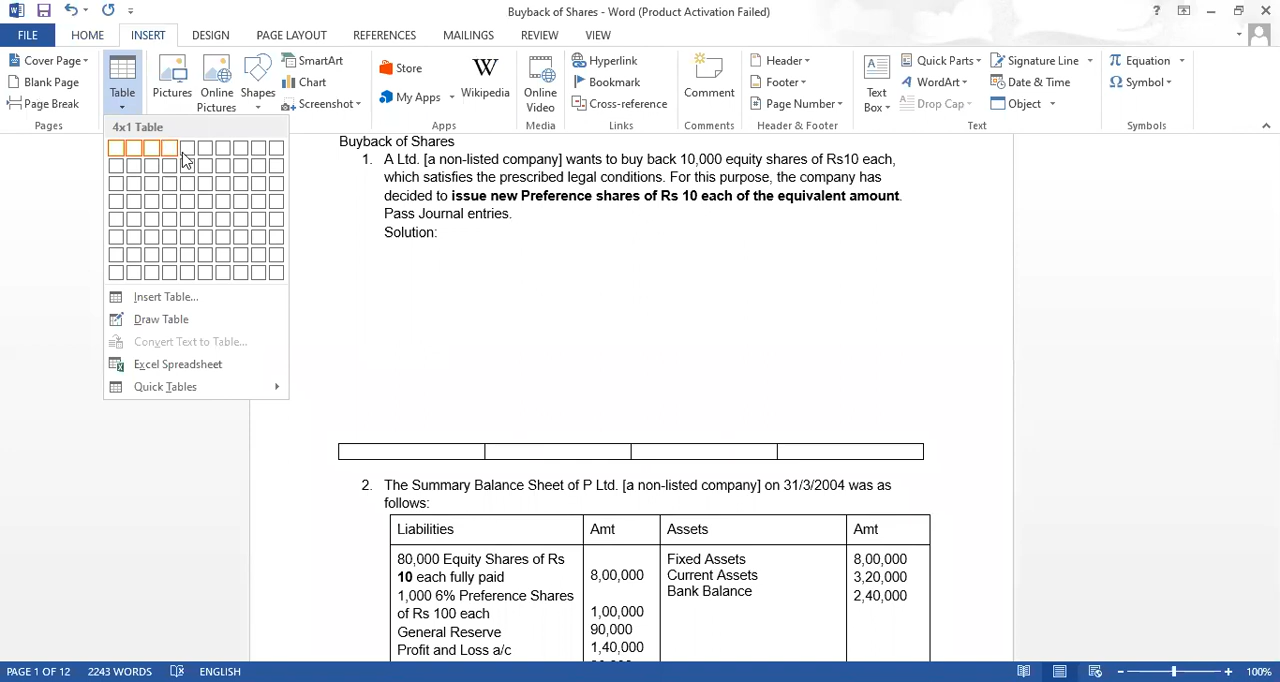 Buyback of Shares - Word (Product Activation Failed)
FILE HOME INSERT DESIGN PAGE LAYOUT REFERENCES MAILINGS REVIEW VIEW
Cover Page
Blank Page
Page Break
Pages
Table
Pictures
Online Pictures
Shapes
SmartArt
Chart
Screenshot
Store
My Apps
Apps
Wikipedia
Online Video
Media
Hyperlink
Bookmark
Cross-reference
Links
Comment
Comments
Header
Footer
Page Number
Header & Footer
Text Box
Quick Parts
WordArt
Drop Cap
Signature Line
Date & Time
Object
Text
Equation
Symbol
Symbols
4x1 Table
Insert Table...
Draw Table
Convert Text to Table...
Excel Spreadsheet
Quick Tables
Buyback of Shares
1. A Ltd. [a non-listed company] wants to buy back 10,000 equity shares of Rs10 each,
which satisfies the prescribed legal conditions. For this purpose, the company has
decided to issue new Preference shares of Rs 10 each of the equivalent amount.
Pass Journal entries.
Solution:
2. The Summary Balance Sheet of P Ltd. [a non-listed company] on 31/3/2004 was as
follows:
Liabilities Amt Assets Amt
80,000 Equity Shares of Rs Fixed Assets 8,00,000
10 each fully paid 8,00,000 Current Assets 3,20,000
1,000 6% Preference Shares Bank Balance 2,40,000
of Rs 100 each 1,00,000
General Reserve 90,000
Profit and Loss a/c 1,40,000
PAGE 1 OF 12 2243 WORDS ENGLISH 100%